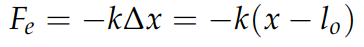 F_e = −kΔx = −k(x − l_o)